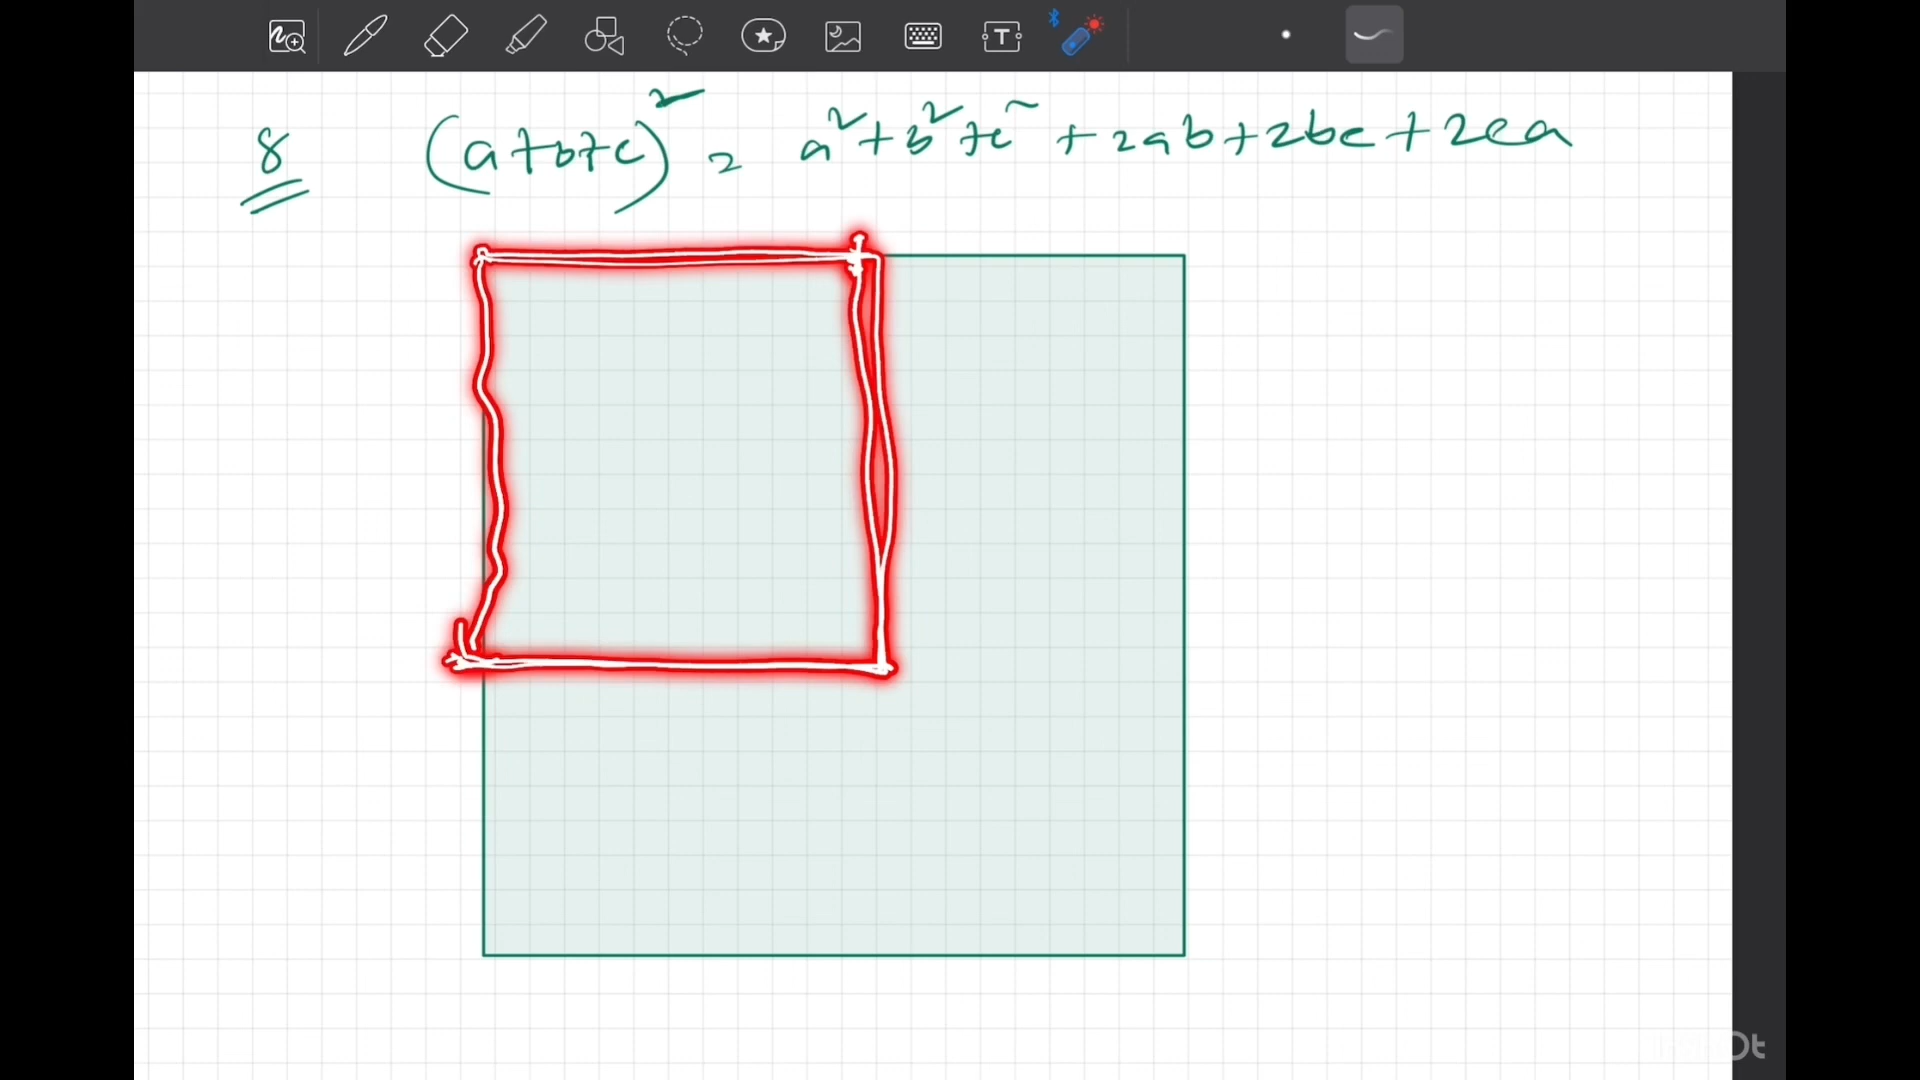 8 (a+b+c)² = a²+b²+c² + 2ab+2bc+2ca